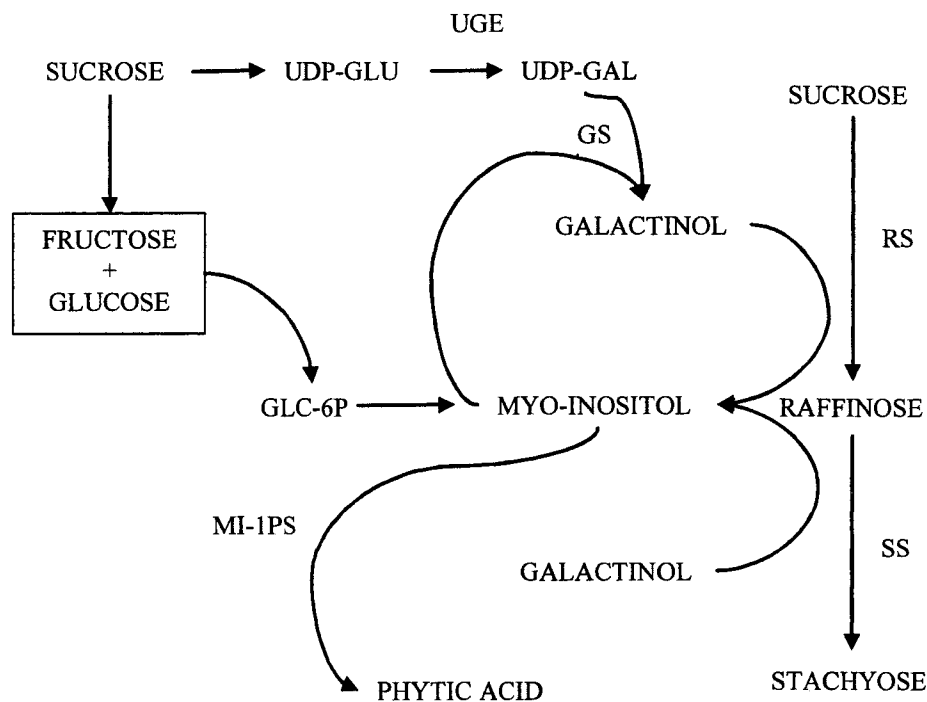 UGE
SUCROSE
UDP-GLU
UDP-GAL
SUCROSE
GS
FRUCTOSE
+
GLUCOSE
GALACTINOL
RS
GLC-6P
MYO-INOSITOL
RAFFINOSE
MI-1PS
GALACTINOL
SS
PHYTIC ACID
STACHYOSE